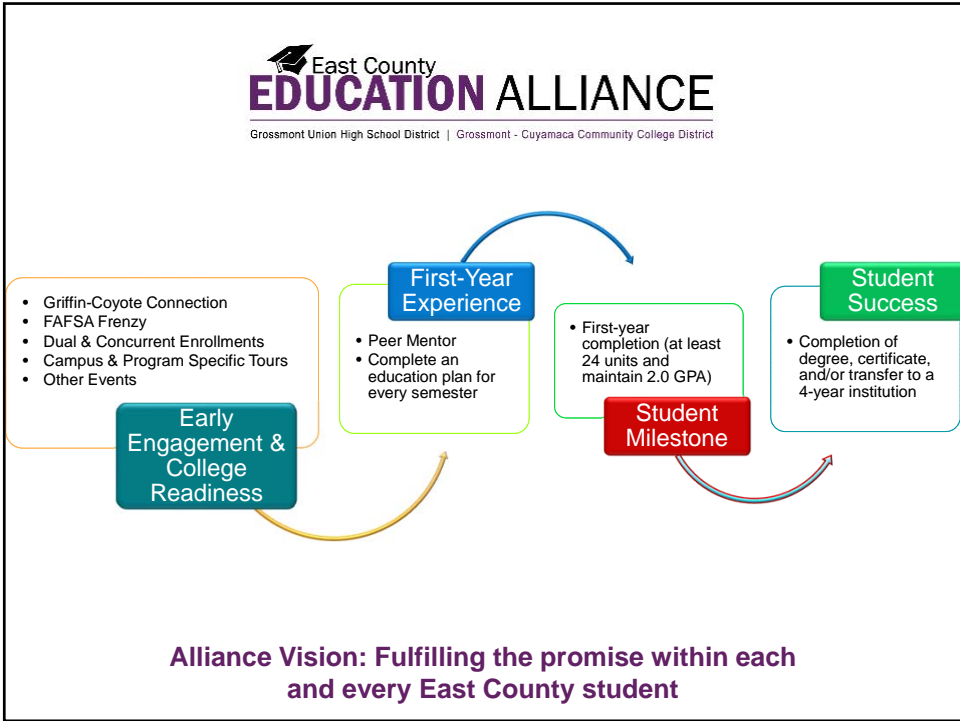 East County
EDUCATION ALLIANCE
Grossmont Union High School District | Grossmont - Cuyamaca Community College District
• Griffin-Coyote Connection
• FAFSA Frenzy
• Dual & Concurrent Enrollments
• Campus & Program Specific Tours
• Other Events
Early
Engagement &
College
Readiness
First-Year
Experience
• Peer Mentor
• Complete an
education plan for
every semester
• First-year
completion (at least
24 units and
maintain 2.0 GPA)
Student
Milestone
Student
Success
• Completion of
degree, certificate,
and/or transfer to a
4-year institution
Alliance Vision: Fulfilling the promise within each
and every East County student